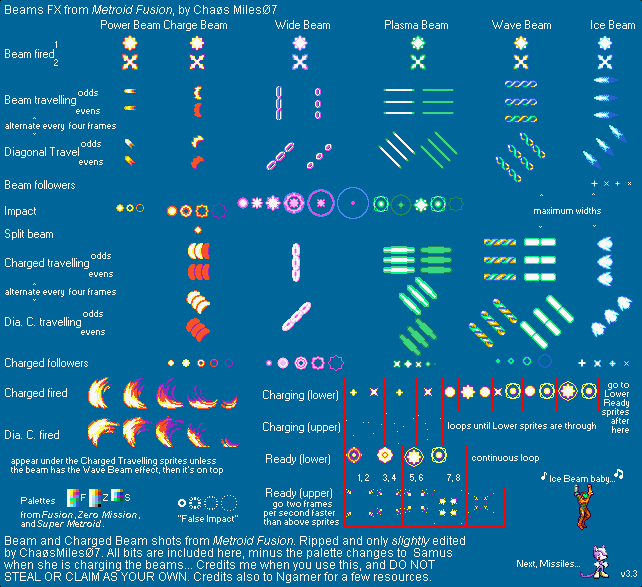 Beams FX from Metroid Fusion, by Chaøs MilesØ7
Power Beam Charge Beam Wide Beam Plasma Beam Wave Beam Ice Beam
Beam fired 1
2
Beam travelling odds
evens
alternate every four frames
Diagonal Travel odds
evens
Beam followers
Impact
maximum widths
Split beam
Charged travelling odds
evens
alternate every four frames
Dia. C. travelling odds
evens
Charged followers
Charged fired
Charging (lower)
go to
Lower
Ready
sprites
after
here
Charging (upper)
loops until Lower sprites are through
Dia. C. fired
Ready (lower)
continuous loop
appear under the Charged Travelling sprites unless
the beam has the Wave Beam effect, then it's on top
1, 2 3, 4 5, 6 7, 8
Ready (upper)
go two frames
per second faster
than above sprites
♪ Ice Beam baby...♪
Palettes F Z S
from Fusion, Zero Mission,
and Super Metroid.
"False Impact"
Beam and Charged Beam shots from Metroid Fusion. Ripped and only slightly edited
by ChaøsMilesØ7. All bits are included here, minus the palette changes to Samus
when she is charging the beams... Credits me when you use this, and DO NOT
STEAL OR CLAIM AS YOUR OWN. Credits also to Ngamer for a few resources.
Next, Missiles...
v3.3